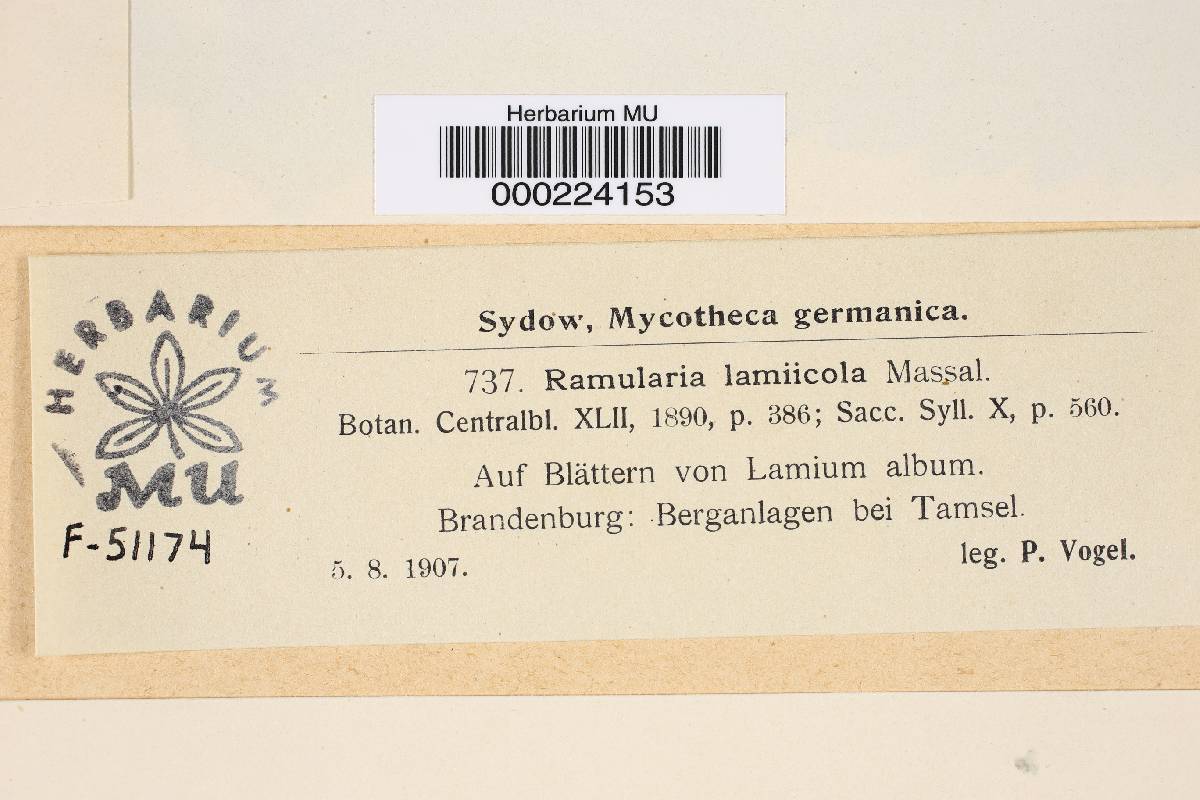 Herbarium MU
000224153
Sydow, Mycotheca germanica.
737. Ramularia lamiicola Massal.
Botan. Centralbl. XLII, 1890, p. 386; Sacc. Syll. X, p. 560.
Auf Blättern von Lamium album.
Brandenburg: Berganlagen bei Tamsel.
5. 8. 1907.
leg. P. Vogel.
HERBARIUM
MU
F-51174